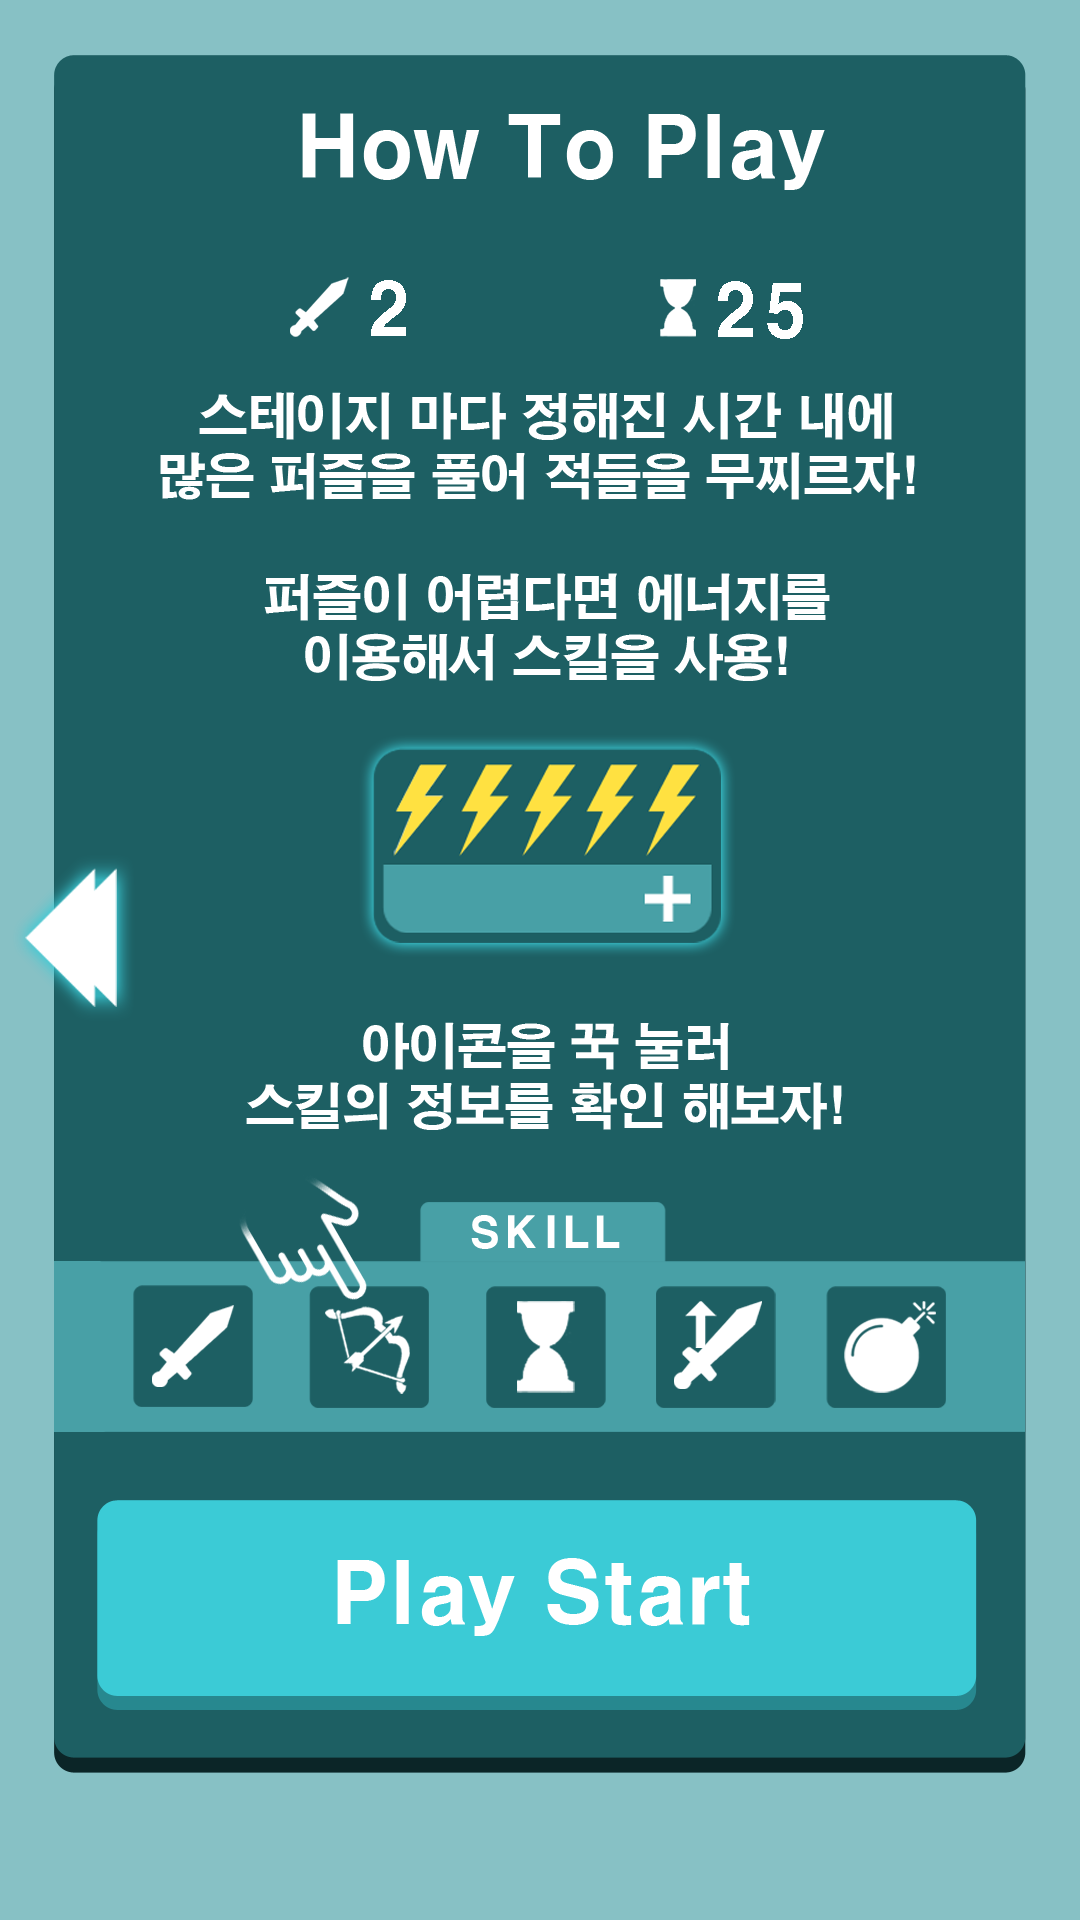 How To Play
2 25
스테이지 마다 정해진 시간 내에
많은 퍼즐을 풀어 적들을 무찌르자!
퍼즐이 어렵다면 에너지를
이용해서 스킬을 사용!
+
아이콘을 꾹 눌러
스킬의 정보를 확인 해보자!
SKILL
Play Start